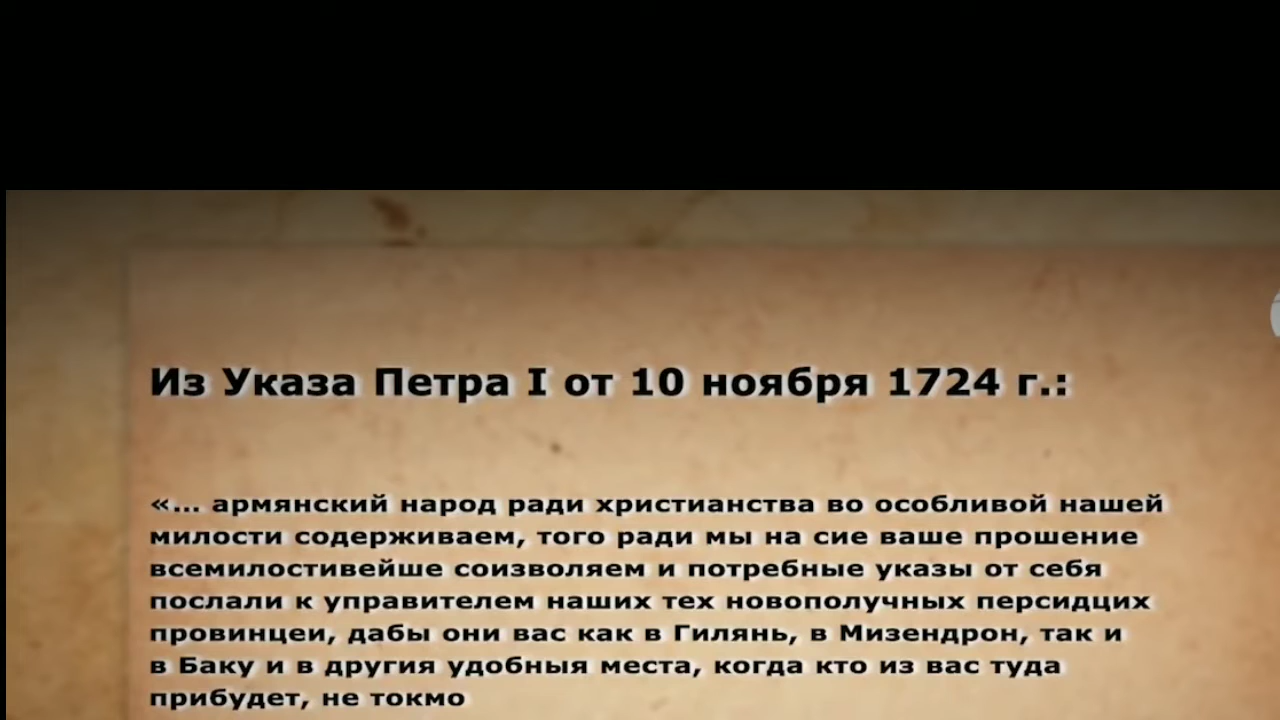 Из Указа Петра I от 10 ноября 1724 г.:
«... армянский народ ради христианства во особливой нашей
милости содерживаем, того ради мы на сие ваше прошение
всемилостивейше соизволяем и потребные указы от себя
послали к управителем наших тех новополучных персидцих
провинцеи, дабы они вас как в Гилянь, в Мизендрон, так и
в Баку и в другия удобныя места, когда кто из вас туда
прибудет, не токмо